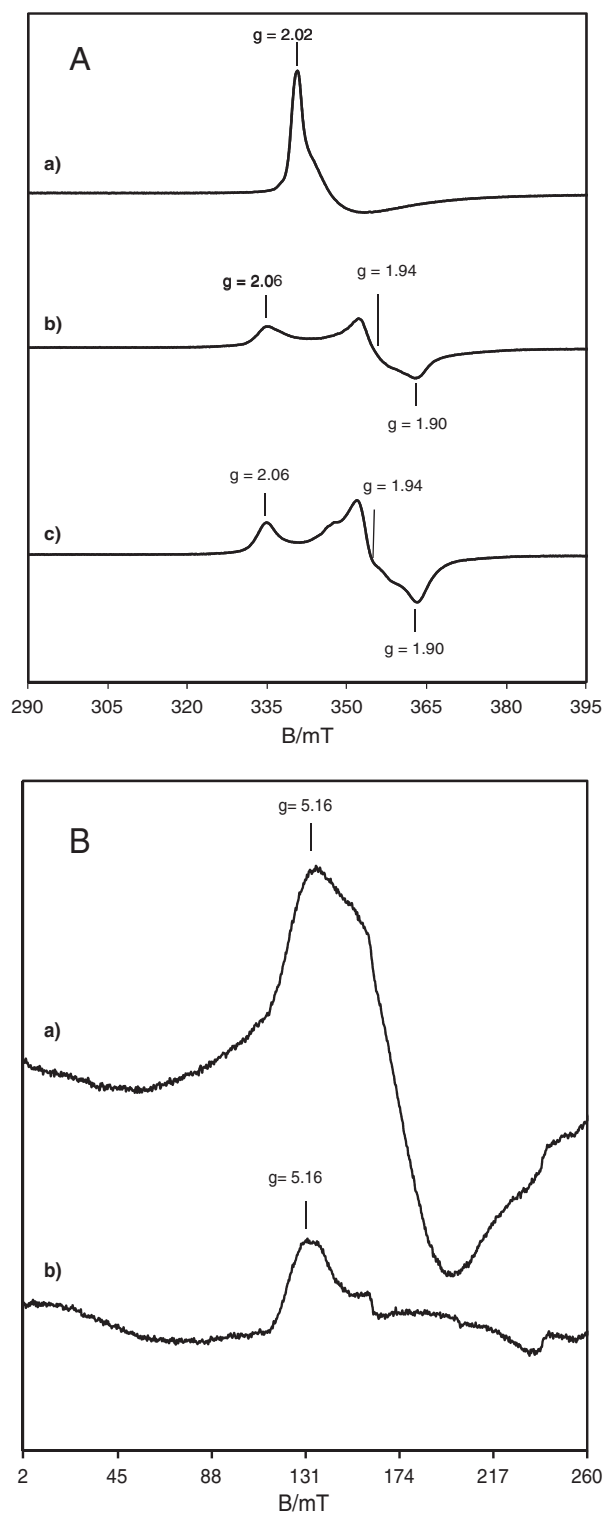 A
g = 2.02
a)
g = 2.06
g = 1.94
b)
g = 1.90
g = 2.06
g = 1.94
c)
g = 1.90
290 305 320 335 350 365 380 395
B/mT
B
g= 5.16
a)
g= 5.16
b)
2 45 88 131 174 217 260
B/mT